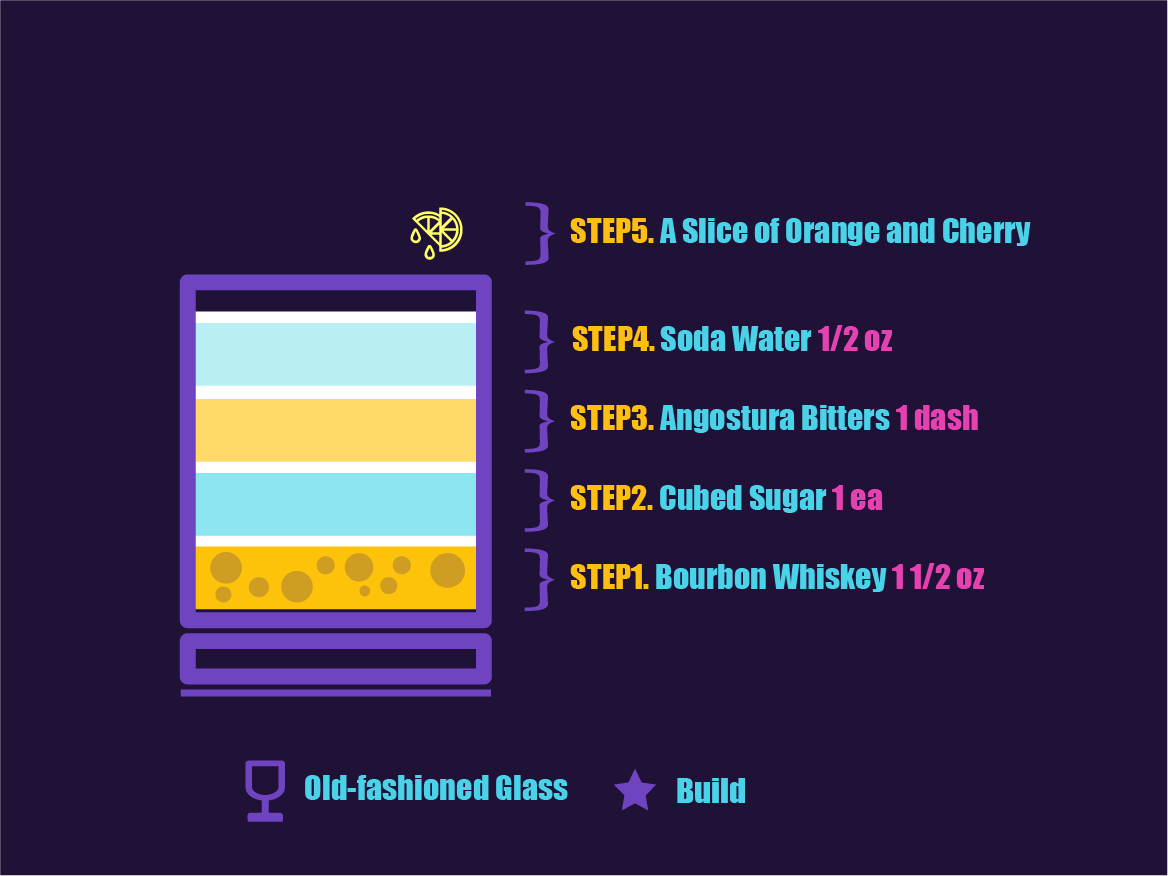 STEP5. A Slice of Orange and Cherry
STEP4. Soda Water 1/2 oz
STEP3. Angostura Bitters 1 dash
STEP2. Cubed Sugar 1 ea
STEP1. Bourbon Whiskey 1 1/2 oz
Old-fashioned Glass
Build